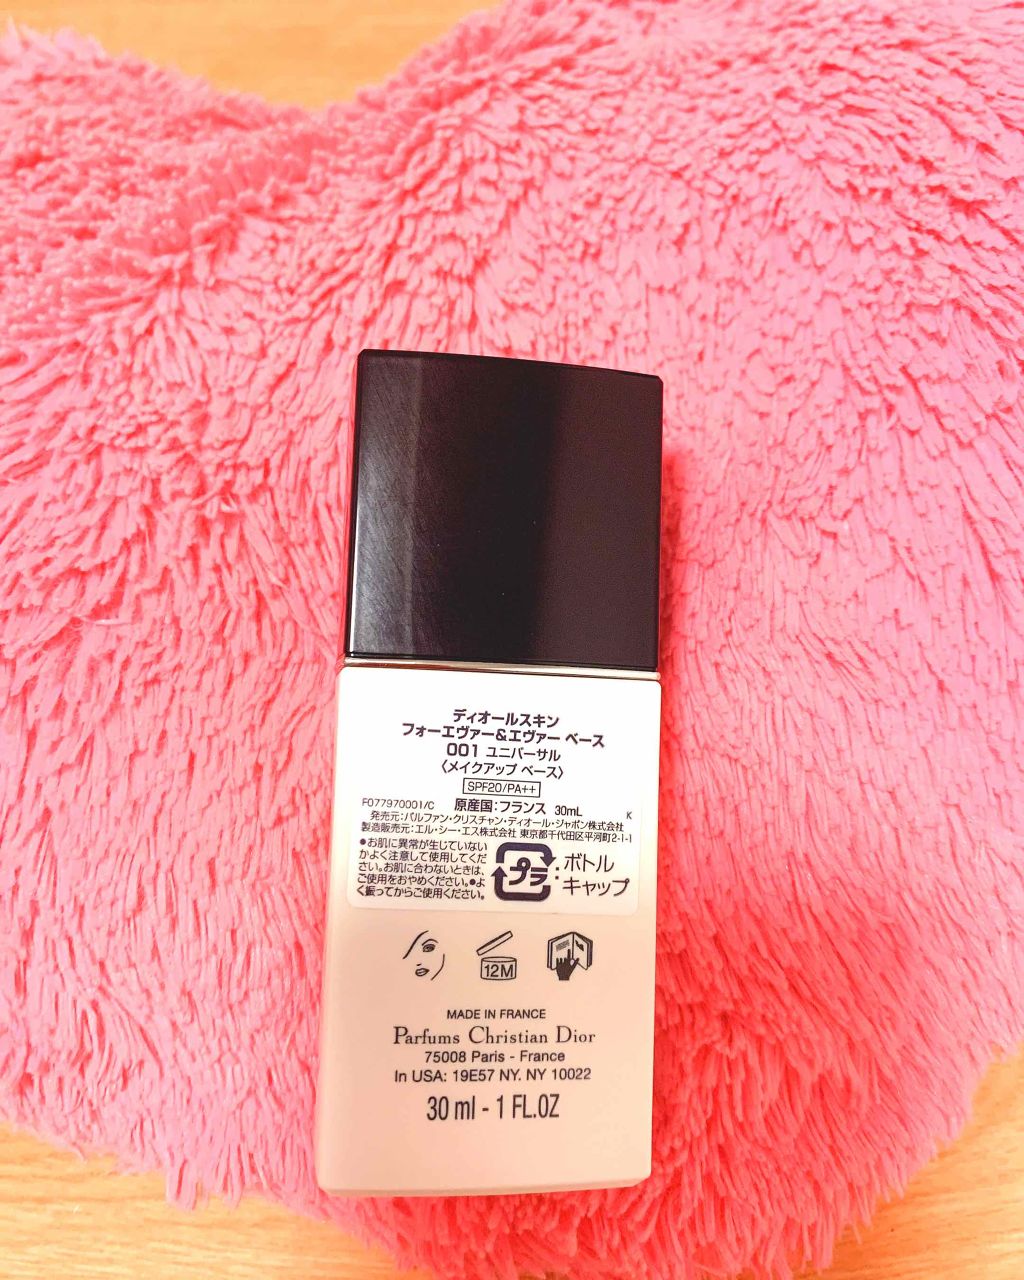 ディオールスキン
フォーエヴァー&エヴァー ベース
001 ユニバーサル
〈メイクアップ ベース〉
SPF20/PA++
F077970001/C 原産国:フランス 30mL K
発売元:パルファン・クリスチャン・ディオール・ジャポン株式会社
製造販売元:エル・シー・エス株式会社 東京都千代田区平河町2-1-1
●お肌に異常が生じていない
かよく注意して使用してくだ
さい。お肌に合わないときは、
ご使用をおやめください。●よ
く振ってからご使用ください。
プラ : ボトル
キャップ
12M
MADE IN FRANCE
Parfums Christian Dior
75008 Paris - France
In USA: 19E57 NY. NY 10022
30 ml - 1 FL.OZ